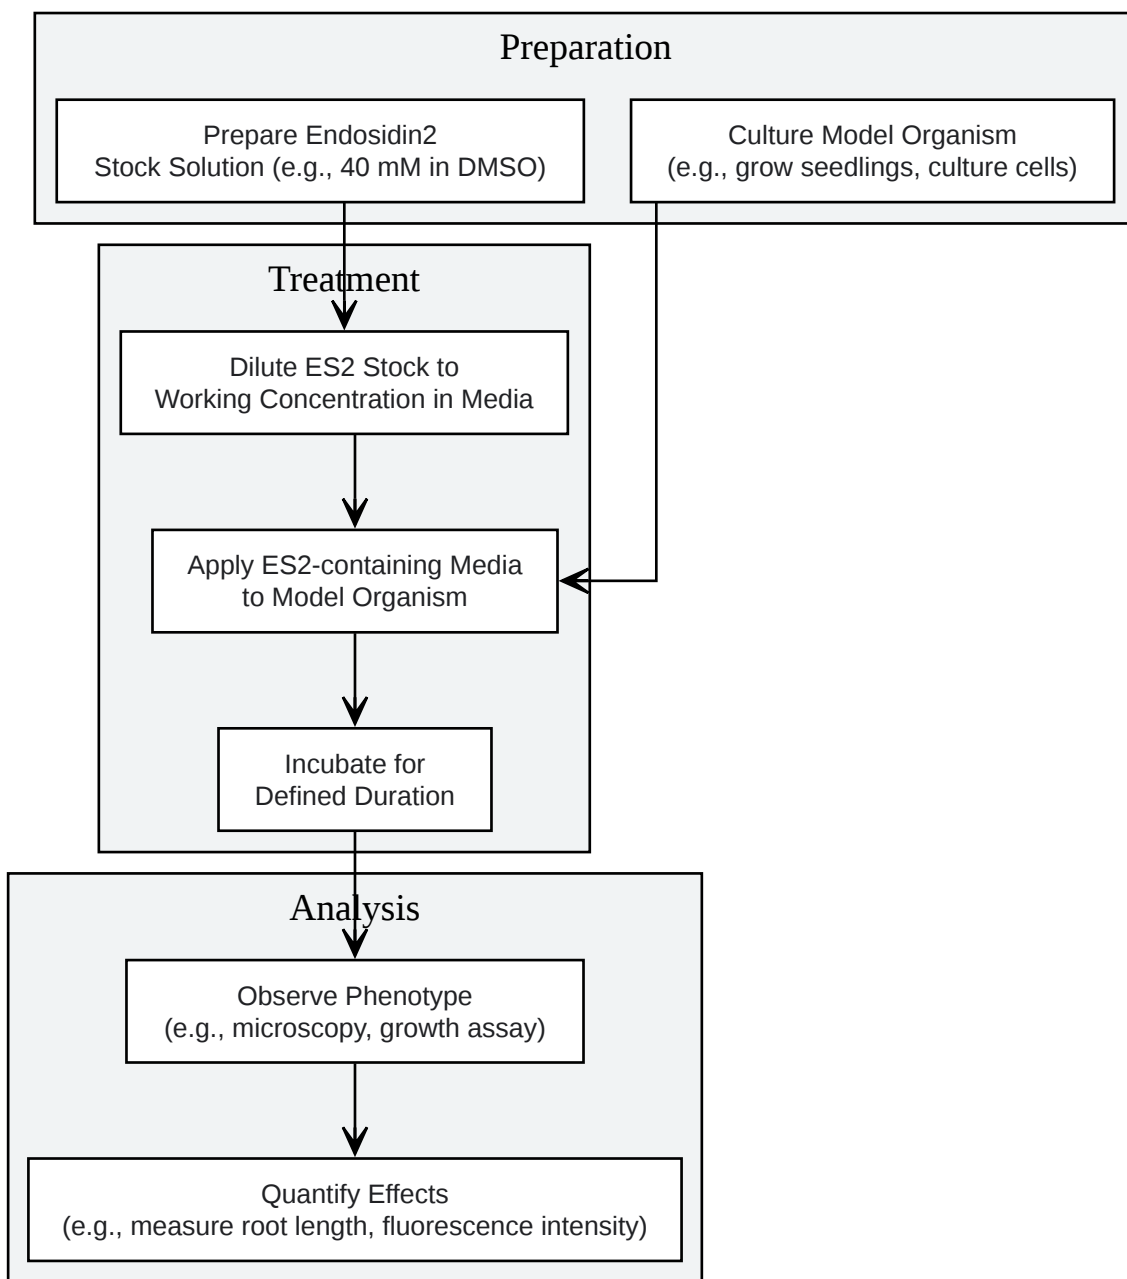 Preparation
Prepare Endosidin2
Stock Solution (e.g., 40 mM in DMSO)
Culture Model Organism
(e.g., grow seedlings, culture cells)
Treatment
Dilute ES2 Stock to
Working Concentration in Media
Apply ES2-containing Media
to Model Organism
Incubate for
Defined Duration
Analysis
Observe Phenotype
(e.g., microscopy, growth assay)
Quantify Effects
(e.g., measure root length, fluorescence intensity)